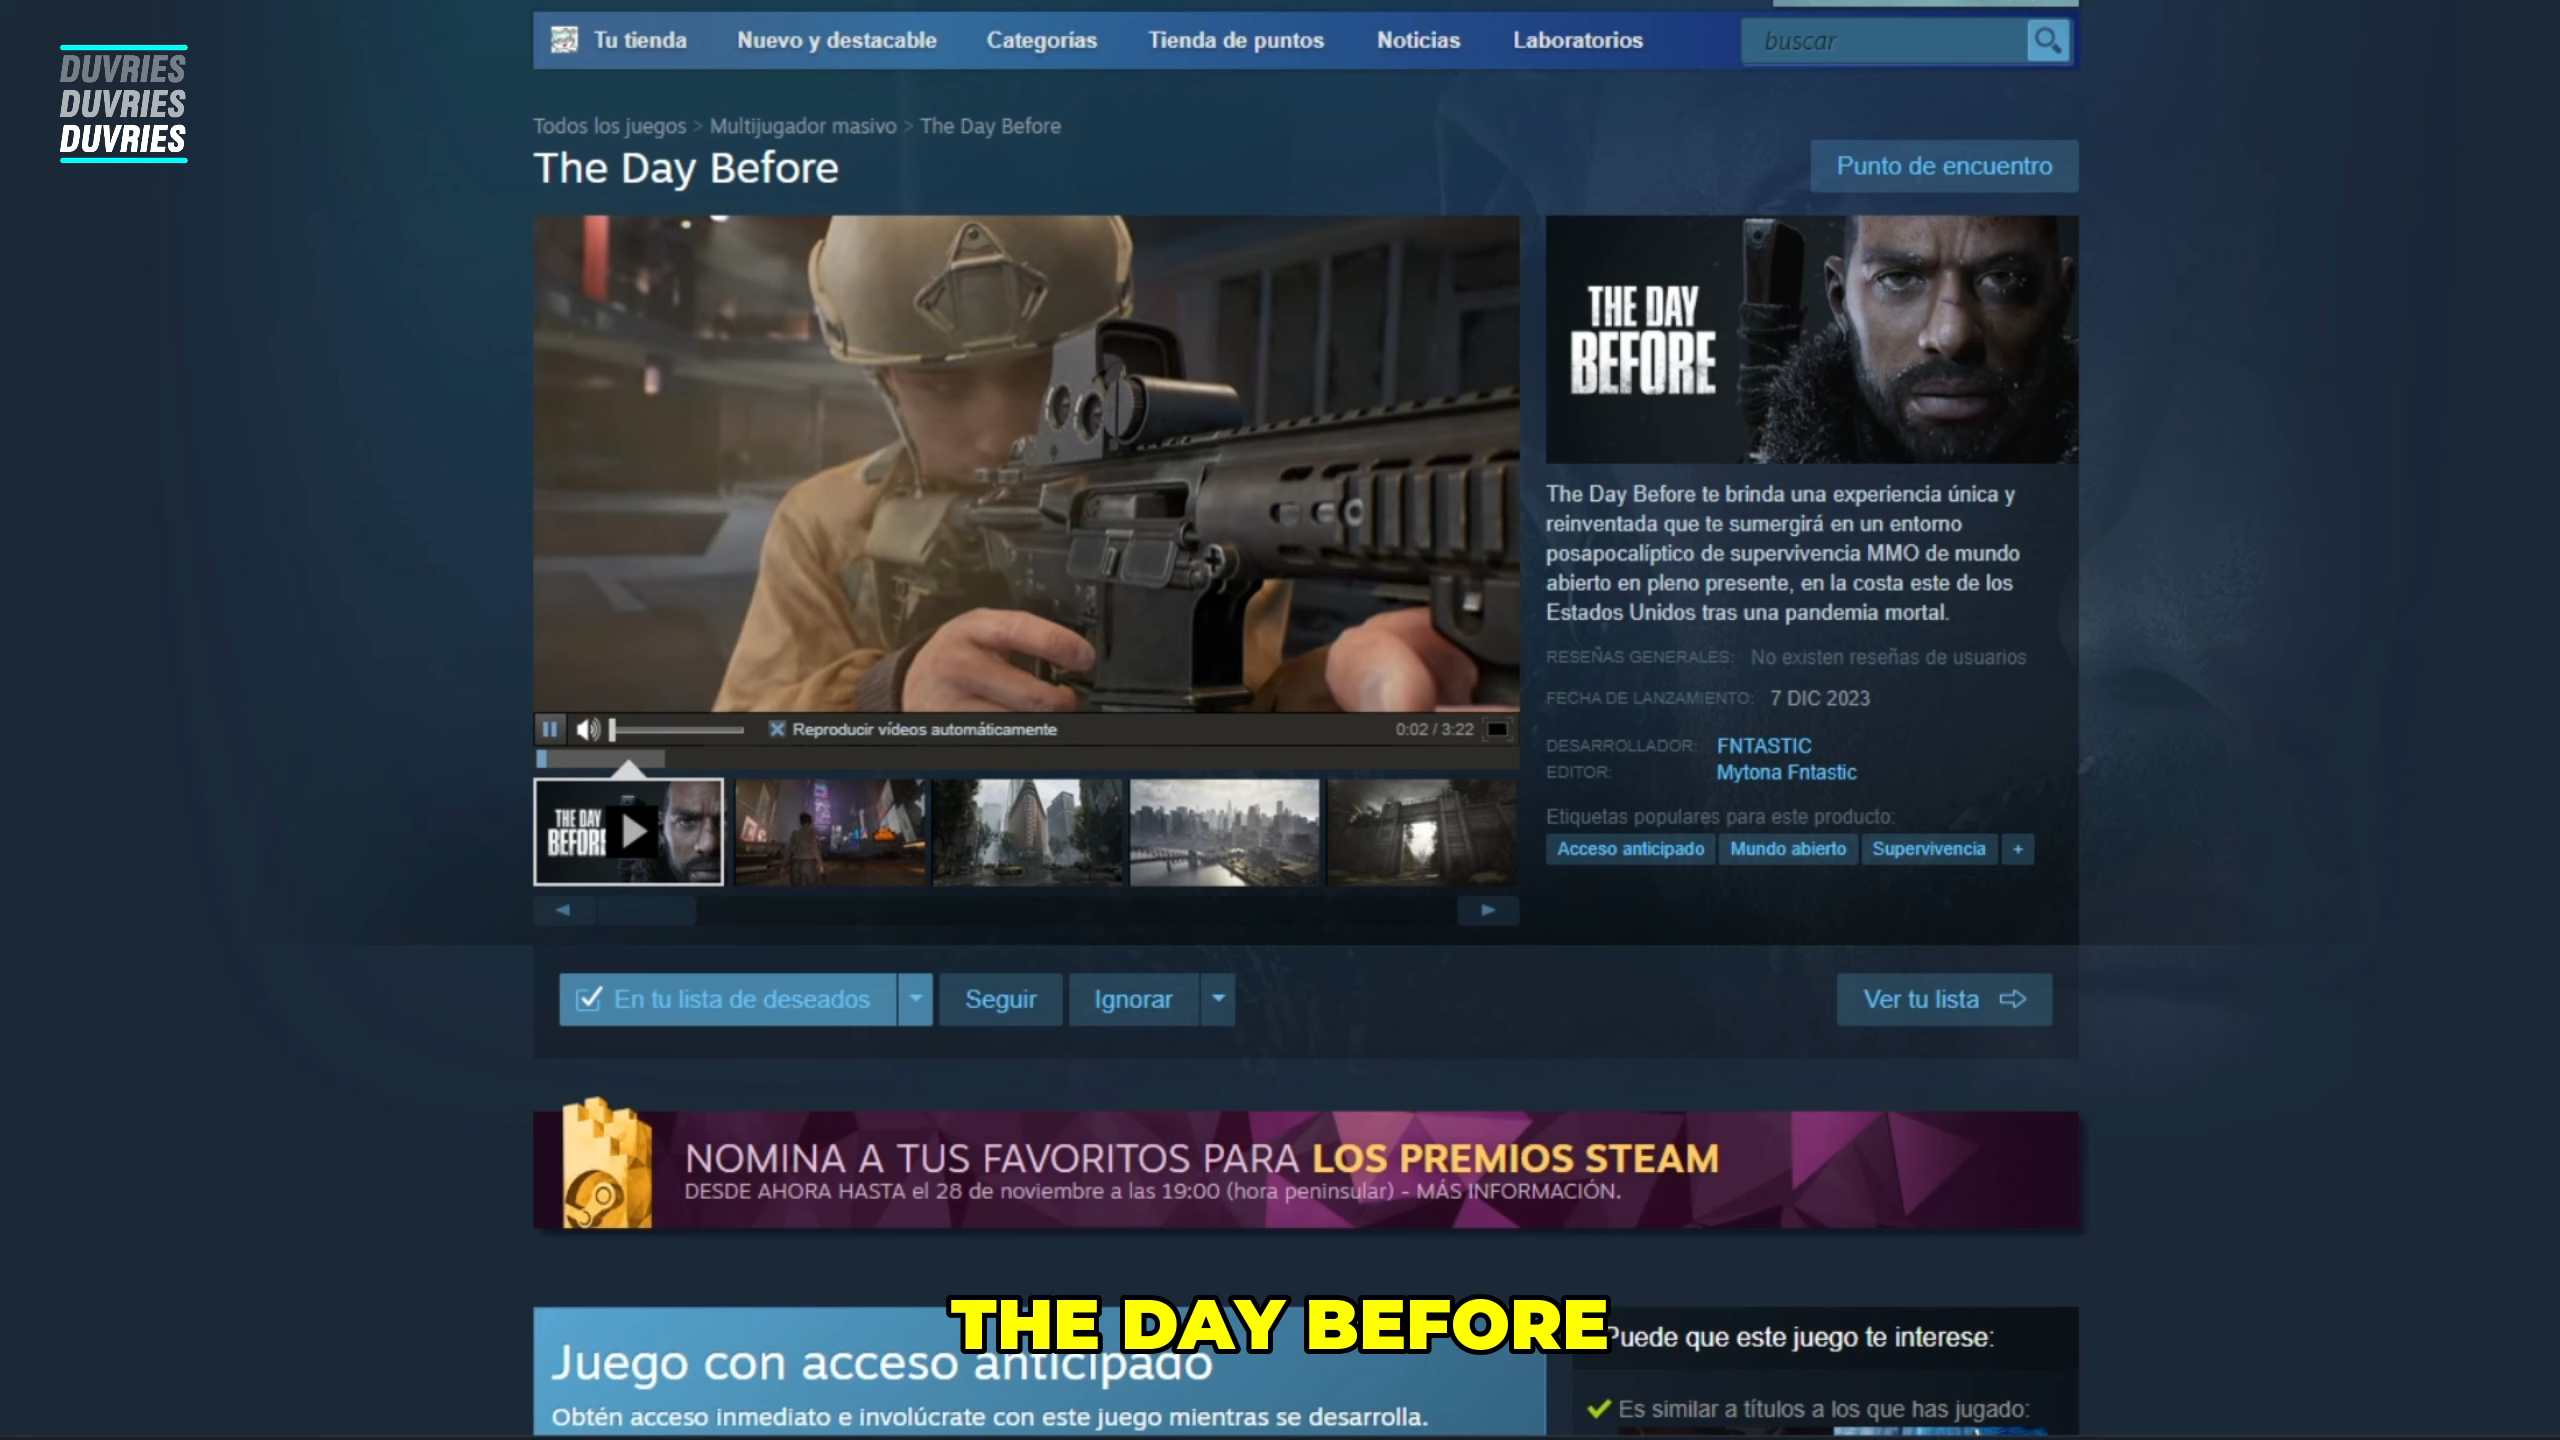 DUVRIES
DUVRIES
DUVRIES
Tu tienda Nuevo y destacable Categorías Tienda de puntos Noticias Laboratorios buscar
Todos los juegos > Multijugador masivo > The Day Before
The Day Before
Punto de encuentro
THE DAY
BEFORE
The Day Before te brinda una experiencia única y
reinventada que te sumergirá en un entorno
posapocalíptico de supervivencia MMO de mundo
abierto en pleno presente, en la costa este de los
Estados Unidos tras una pandemia mortal.
RESEÑAS GENERALES: No existen reseñas de usuarios
FECHA DE LANZAMIENTO: 7 DIC 2023
DESARROLLADOR: FNTASTIC
EDITOR: Mytona Fntastic
Etiquetas populares para este producto:
Acceso anticipado Mundo abierto Supervivencia +
Reproducir vídeos automáticamente 0:02 / 3:22
THE DAY
BEFORE
En tu lista de deseados Seguir Ignorar Ver tu lista
NOMINA A TUS FAVORITOS PARA LOS PREMIOS STEAM
DESDE AHORA HASTA el 28 de noviembre a las 19:00 (hora peninsular) - MÁS INFORMACIÓN.
THE DAY BEFORE
Juego con acceso anticipado
Obtén acceso inmediato e involúcrate con este juego mientras se desarrolla.
Puede que este juego te interese:
Es similar a títulos a los que has jugado: